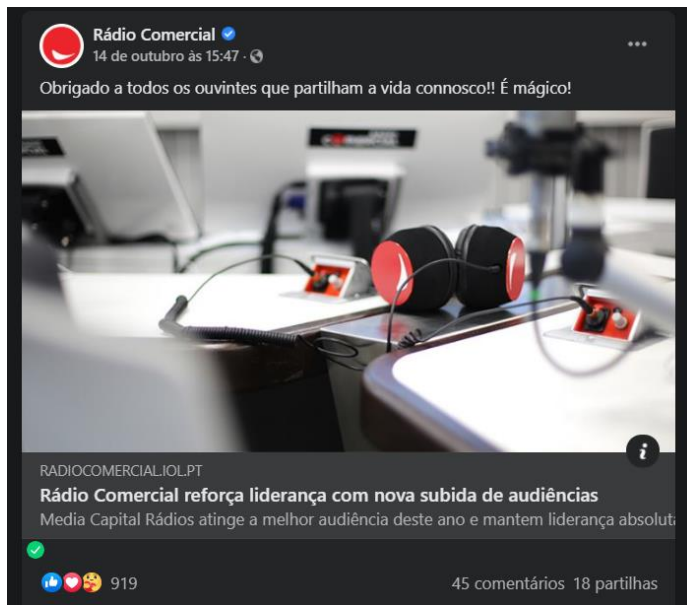 Rádio Comercial
14 de outubro às 15:47 ·
Obrigado a todos os ouvintes que partilham a vida connosco!! É mágico!
RADIOCOMERCIAL.IOL.PT
Rádio Comercial reforça liderança com nova subida de audiências
Media Capital Rádios atinge a melhor audiência deste ano e mantem liderança absoluta
919
45 comentários 18 partilhas